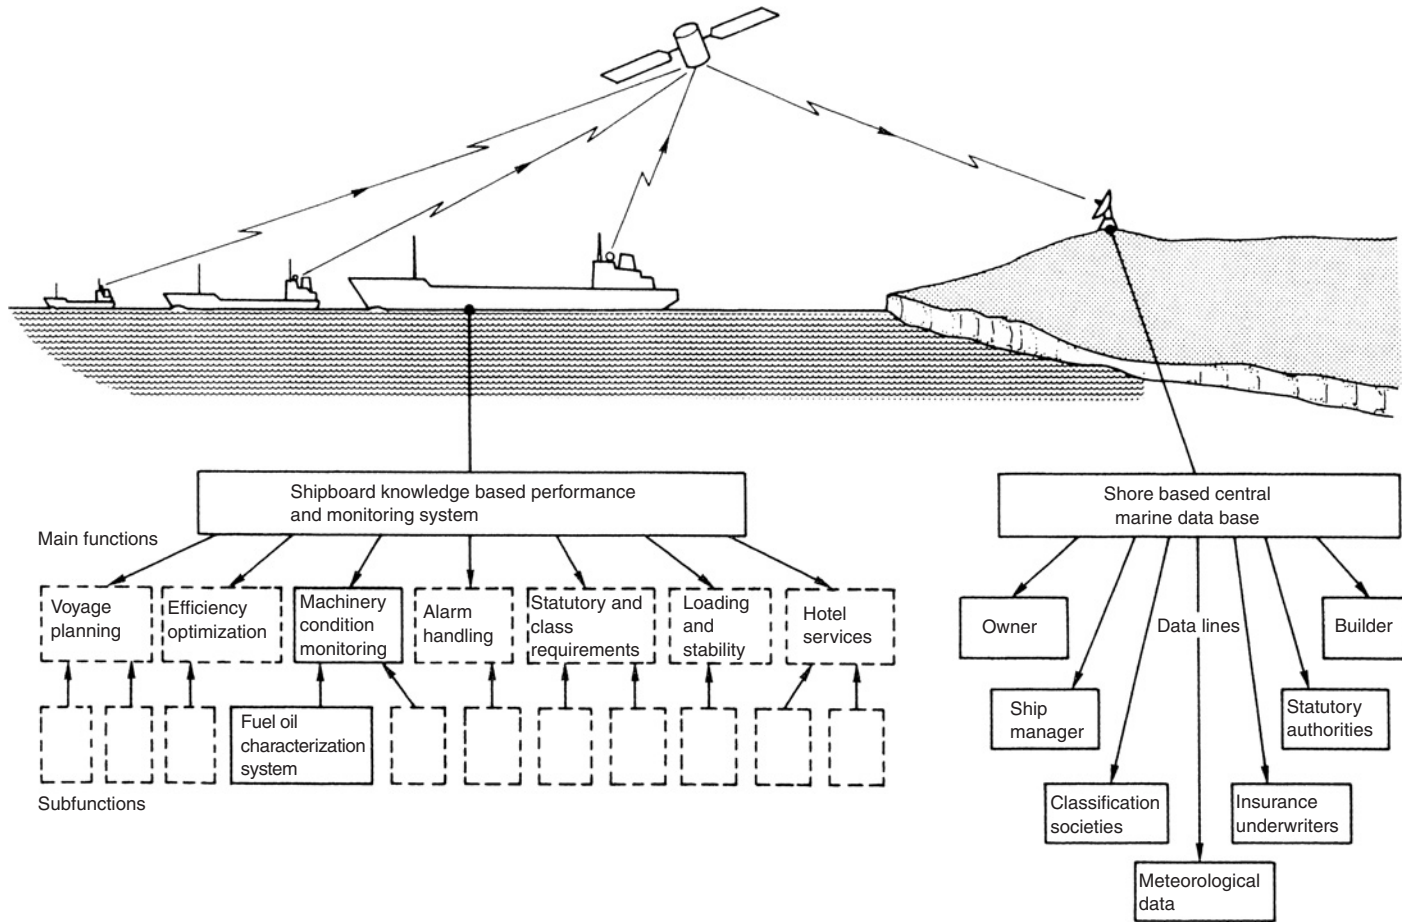 Shipboard knowledge based performance
and monitoring system
Shore based central
marine data base
Main functions
Voyage
planning
Efficiency
optimization
Machinery
condition
monitoring
Alarm
handling
Statutory and
class
requirements
Loading
and
stability
Hotel
services
Fuel oil
characterization
system
Subfunctions
Owner
Data lines
Builder
Ship
manager
Statutory
authorities
Classification
societies
Insurance
underwriters
Meteorological
data